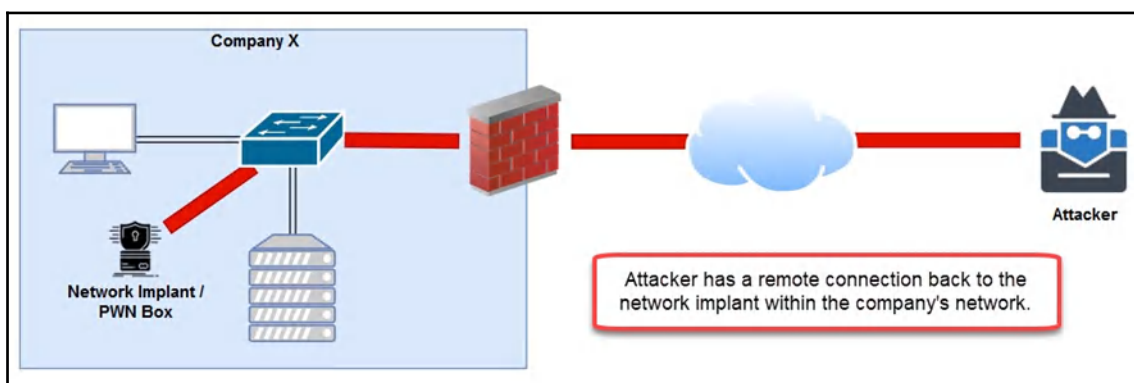 Company X
Network Implant /
PWN Box
Attacker
Attacker has a remote connection back to the
network implant within the company's network.